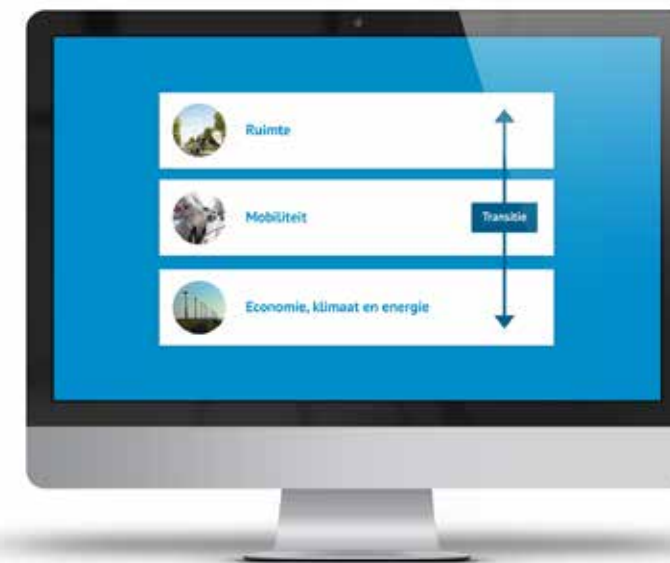 Ruimte
Mobiliteit
Transitie
Economie, klimaat en energie